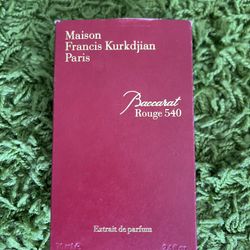 Maison
Francis Kurkdjian
Paris
Baccarat
Rouge 540
Extrait de parfum